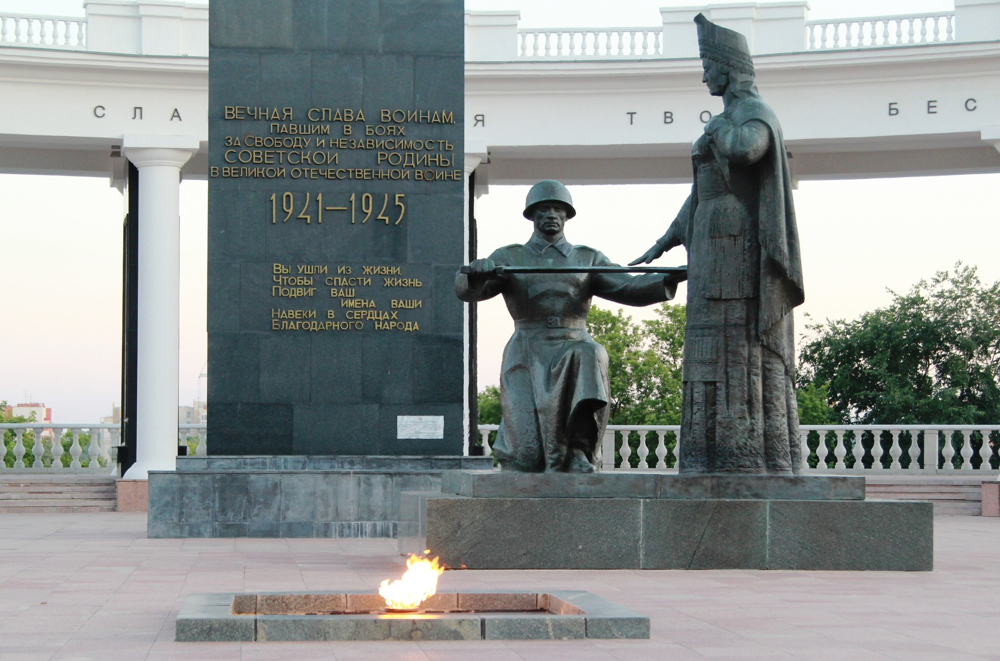 СЛА Я ТВО БЕС
ВЕЧНАЯ СЛАВА ВОИНАМ,
ПАВШИМ В БОЯХ
ЗА СВОБОДУ И НЕЗАВИСИМОСТЬ
СОВЕТСКОЙ РОДИНЫ
В ВЕЛИКОЙ ОТЕЧЕСТВЕННОЙ ВОЙНЕ
1941—1945
ВЫ УШЛИ ИЗ ЖИЗНИ,
ЧТОБЫ СПАСТИ ЖИЗНЬ.
ПОДВИГ ВАШ,
ИМЕНА ВАШИ
НАВЕКИ В СЕРДЦАХ
БЛАГОДАРНОГО НАРОДА